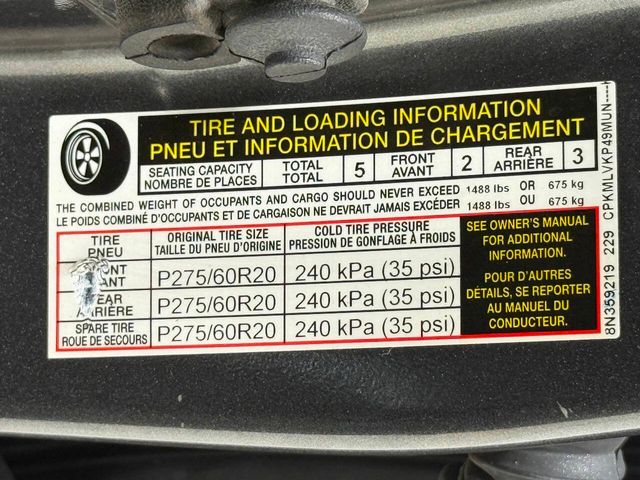 TIRE AND LOADING INFORMATION
PNEU ET INFORMATION DE CHARGEMENT
SEATING CAPACITY TOTAL 5 FRONT 2 REAR 3
NOMBRE DE PLACES TOTAL AVANT ARRIÈRE
THE COMBINED WEIGHT OF OCCUPANTS AND CARGO SHOULD NEVER EXCEED 1488 lbs OR 675 kg
LE POIDS COMBINÉ D'OCCUPANTS ET DE CARGAISON NE DEVRAIT JAMAIS EXCÉDER 1488 lbs OU 675 kg
TIRE ORIGINAL TIRE SIZE COLD TIRE PRESSURE
PNEU TAILLE DU PNEU D'ORIGINE PRESSION DE GONFLAGE À FROIDS
P275/60R20 240 kPa (35 psi)
ARRIÈRE P275/60R20 240 kPa (35 psi)
SPARE TIRE
ROUE DE SECOURS P275/60R20 240 kPa (35 psi)
SEE OWNER'S MANUAL
FOR ADDITIONAL
INFORMATION.
POUR D'AUTRES
DÉTAILS, SE REPORTER
AU MANUEL DU
CONDUCTEUR.
8N359219 229 CPKMLVKP49MUN